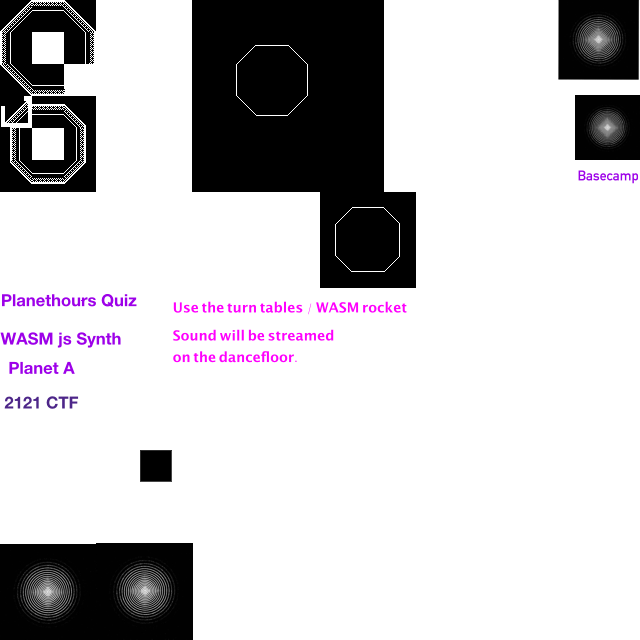 Basecamp
Planethours Quiz
Use the turn tables / WASM rocket
WASM js Synth
Sound will be streamed
on the dancefloor.
Planet A
2121 CTF